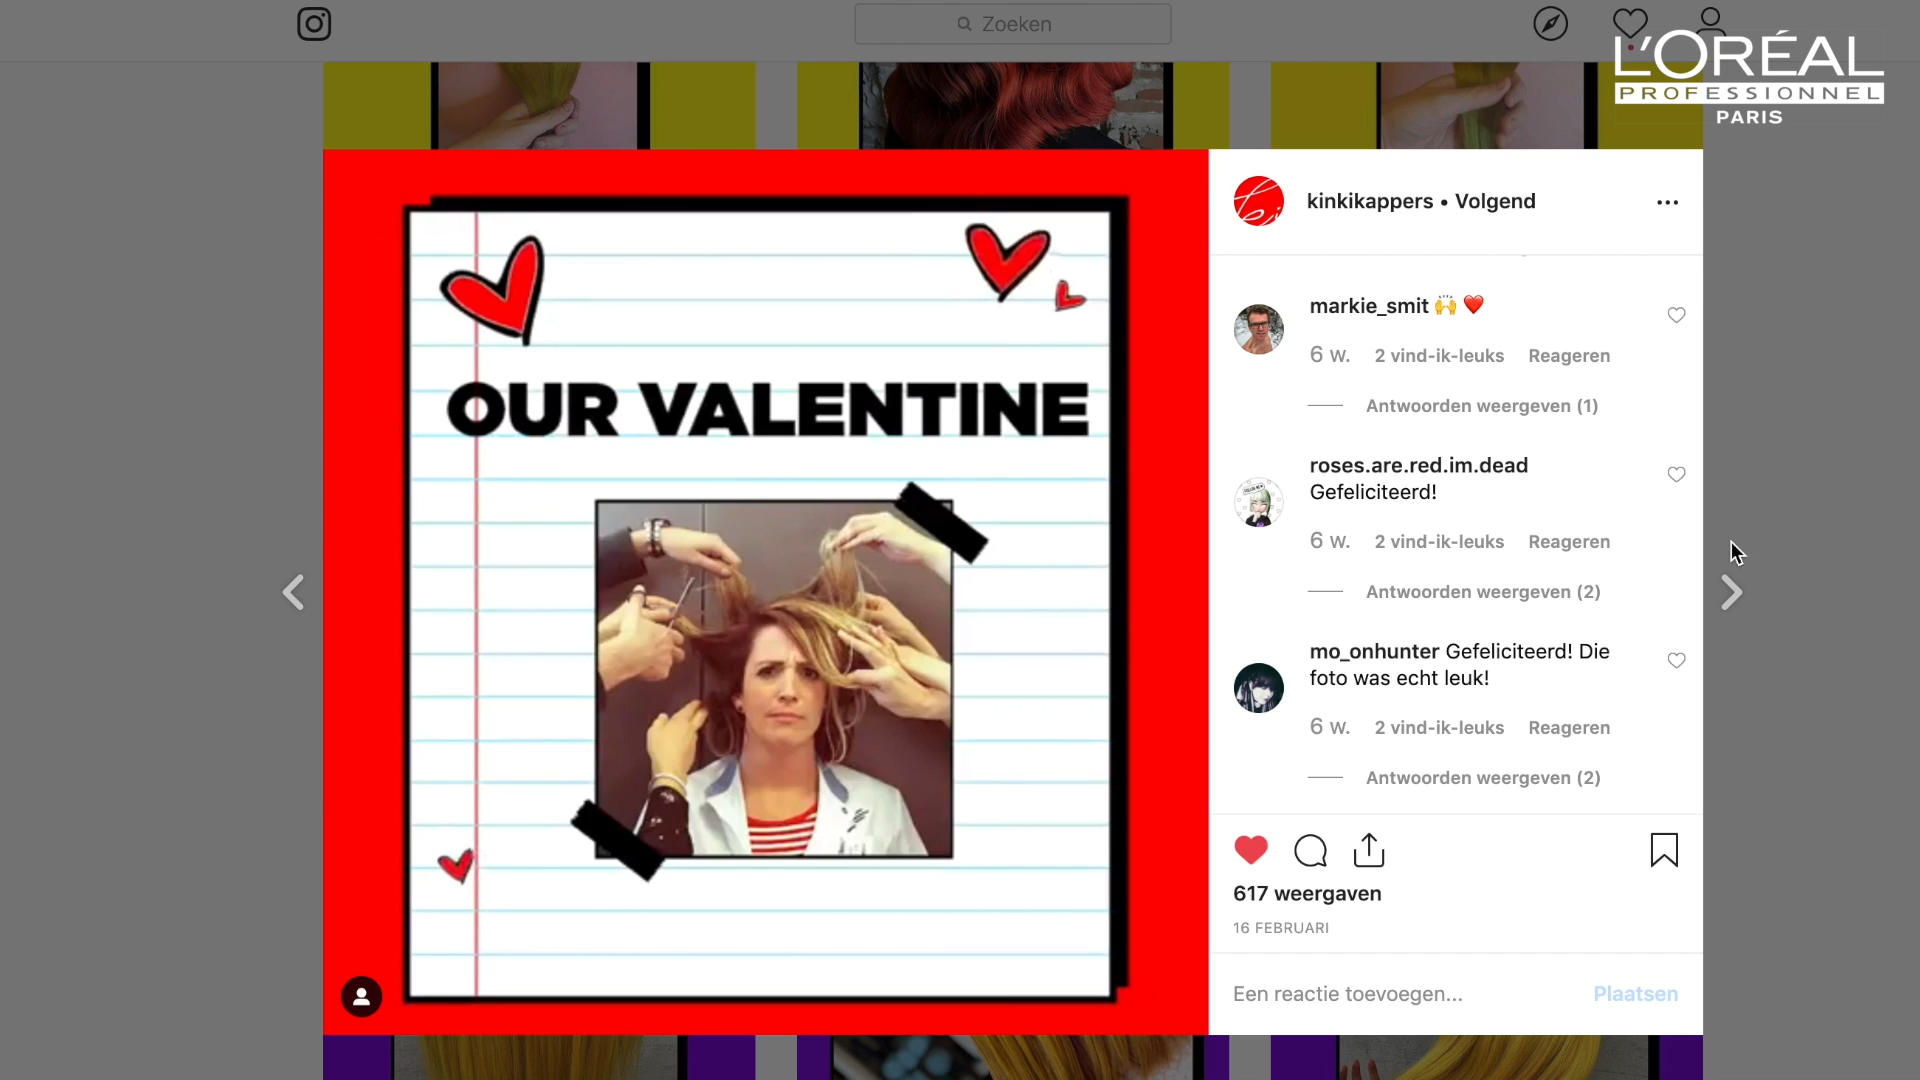 Zoeken
L'ORÉAL
PROFESSIONNEL
PARIS
kinkikappers • Volgend
OUR VALENTINE
markie_smit 🙌 ❤️
6 w. 2 vind-ik-leuks Reageren
Antwoorden weergeven (1)
roses.are.red.im.dead
Gefeliciteerd!
6 w. 2 vind-ik-leuks Reageren
Antwoorden weergeven (2)
mo_onhunter Gefeliciteerd! Die
foto was echt leuk!
6 w. 2 vind-ik-leuks Reageren
Antwoorden weergeven (2)
617 weergaven
16 FEBRUARI
Een reactie toevoegen... Plaatsen